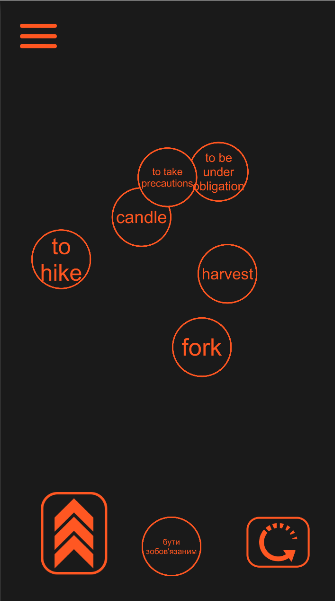 to take
precautions
to be
under
obligation
candle
to
hike
harvest
fork
бути
зобов'язаним